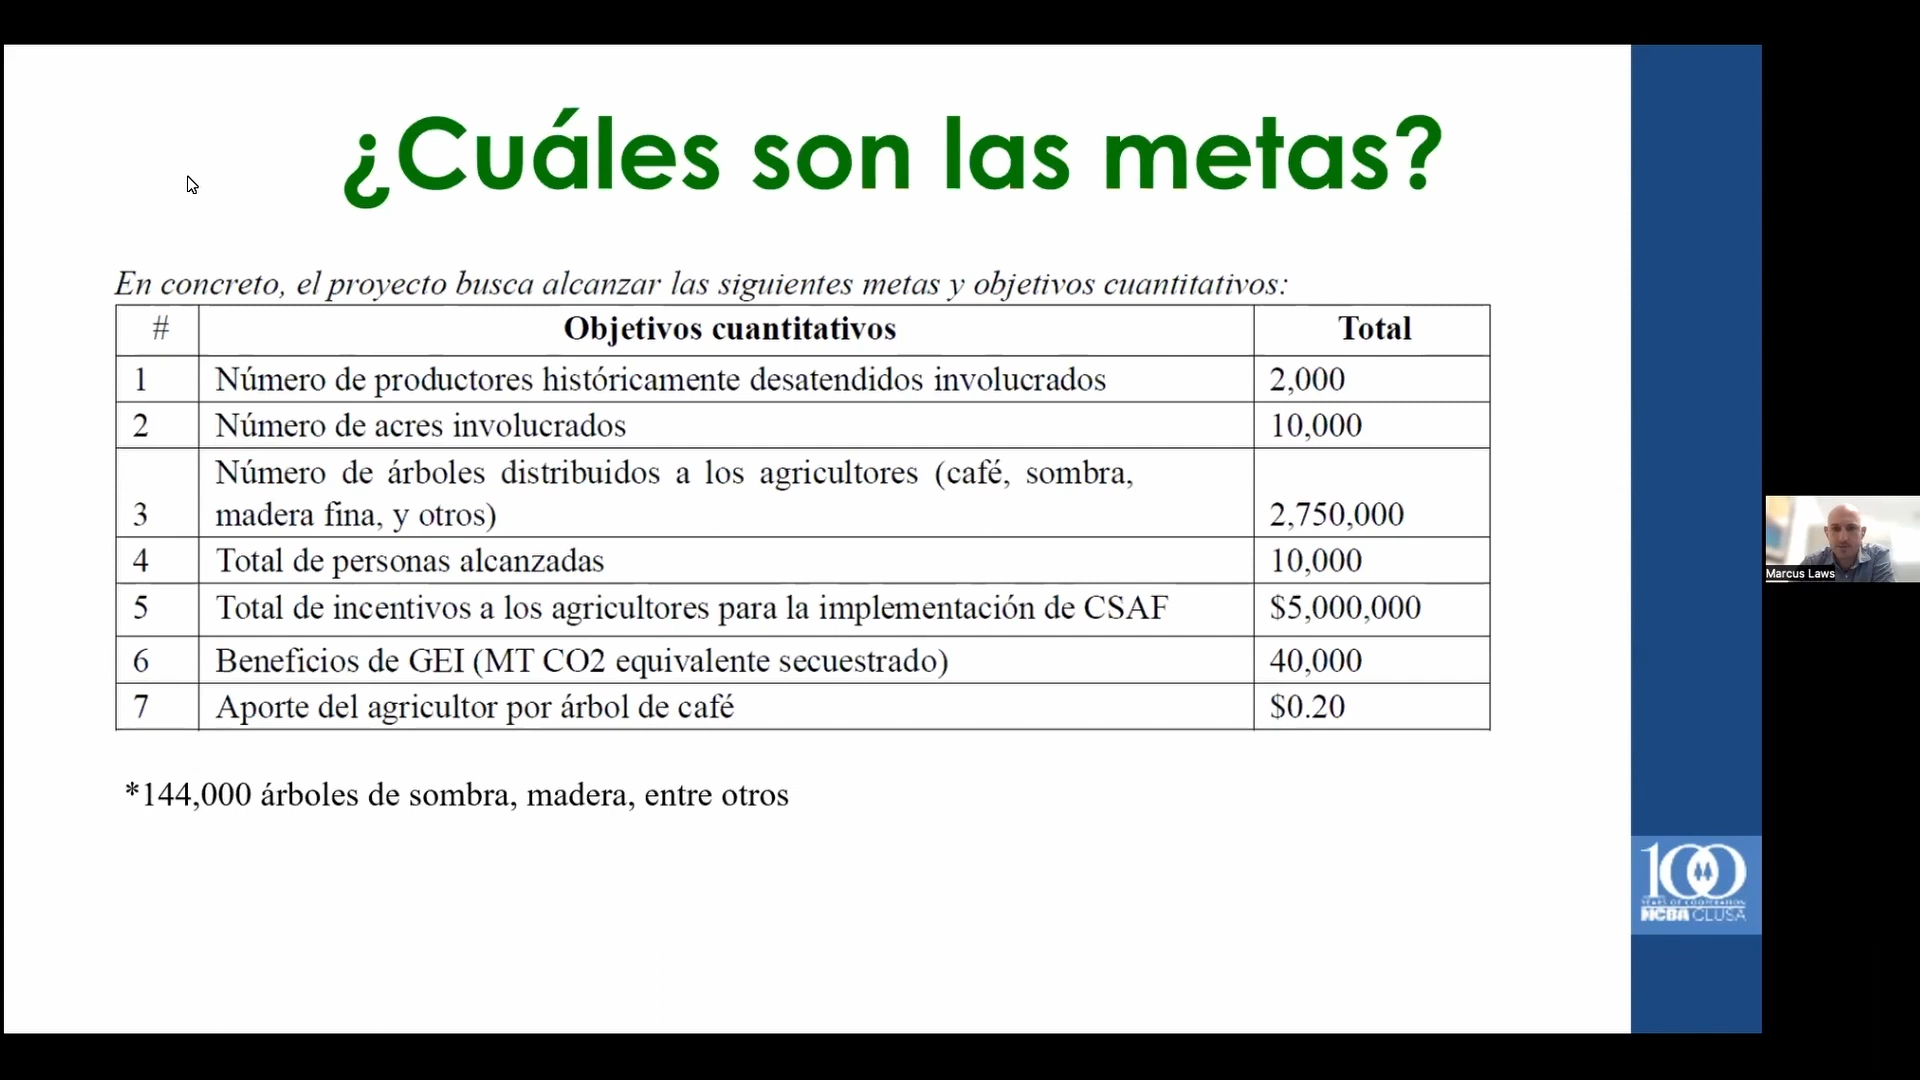 ¿Cuáles son las metas?
En concreto, el proyecto busca alcanzar las siguientes metas y objetivos cuantitativos:
# Objetivos cuantitativos Total
1 Número de productores históricamente desatendidos involucrados 2,000
2 Número de acres involucrados 10,000
Número de árboles distribuidos a los agricultores (café, sombra,
3 madera fina, y otros) 2,750,000
4 Total de personas alcanzadas 10,000
5 Total de incentivos a los agricultores para la implementación de CSAF $5,000,000
6 Beneficios de GEI (MT CO2 equivalente secuestrado) 40,000
7 Aporte del agricultor por árbol de café $0.20
*144,000 árboles de sombra, madera, entre otros
100
YEARS OF COOPERATION
NCBA CLUSA
Marcus Laws